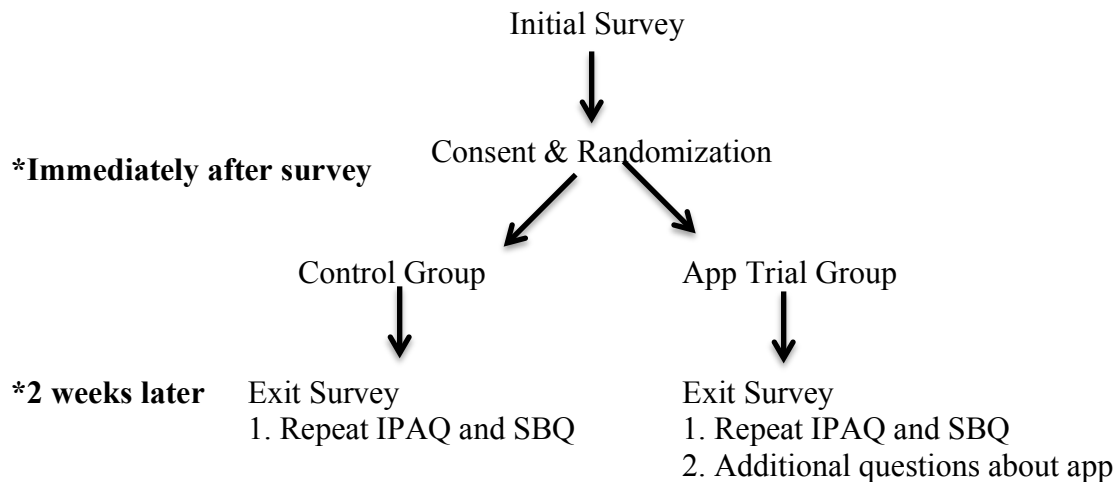 Initial Survey
*Immediately after survey
Consent & Randomization
Control Group
App Trial Group
*2 weeks later
Exit Survey
1. Repeat IPAQ and SBQ
Exit Survey
1. Repeat IPAQ and SBQ
2. Additional questions about app